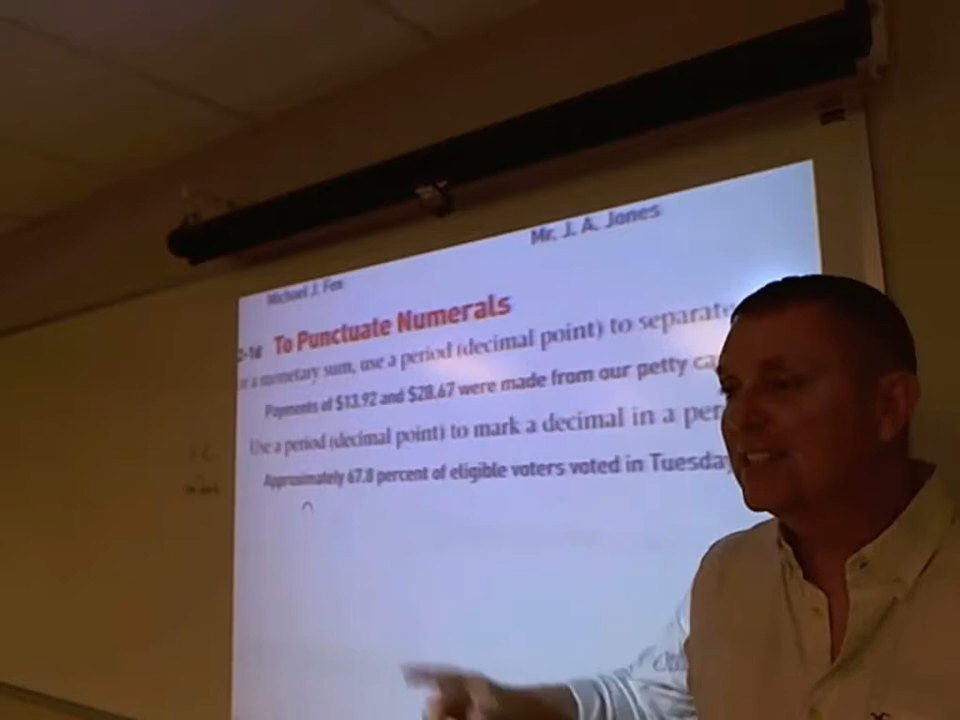 Mr. J. A. Jones
Michael J. Fox
To Punctuate Numerals
a monetary sum, use a period (decimal point) to separate
Payments of $13.92 and $28.67 were made from our petty
Use a period (decimal point) to mark a decimal in a
Approximately 67.8 percent of eligible voters voted in